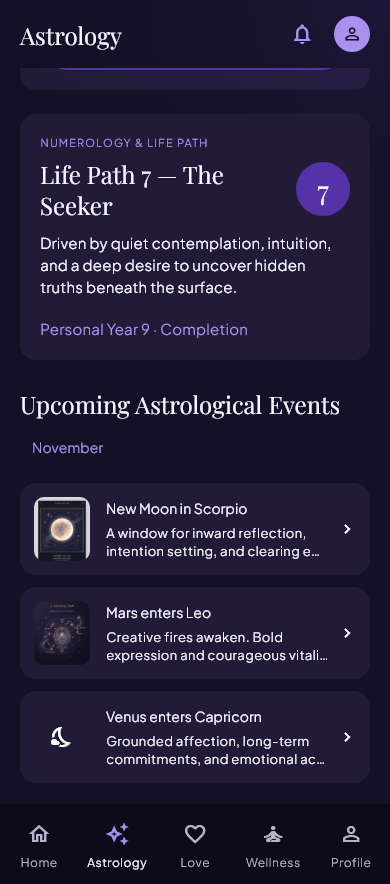 Astrology
NUMEROLOGY & LIFE PATH
Life Path 7 — The
Seeker
7
Driven by quiet contemplation, intuition,
and a deep desire to uncover hidden
truths beneath the surface.
Personal Year 9 · Completion
Upcoming Astrological Events
November
New Moon in Scorpio
A window for inward reflection,
intention setting, and clearing e…
Mars enters Leo
Creative fires awaken. Bold
expression and courageous vitali…
Venus enters Capricorn
Grounded affection, long-term
commitments, and emotional ac…
Home
Astrology
Love
Wellness
Profile